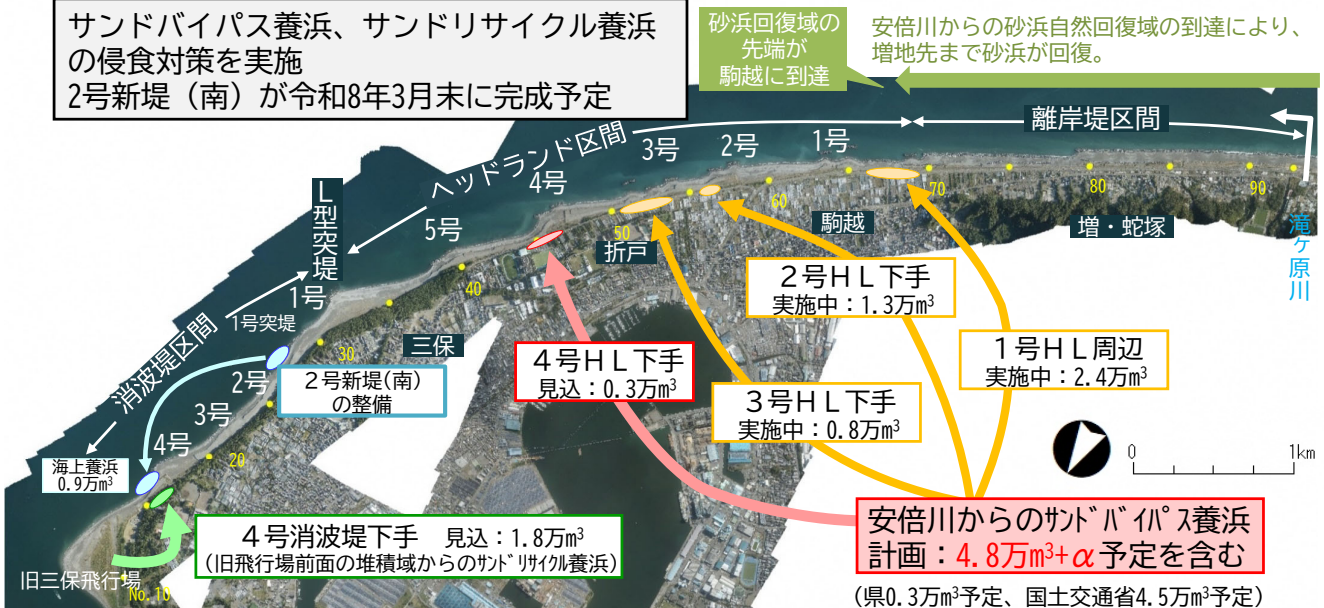 サンドバイパス養浜、サンドリサイクル養浜
の侵食対策を実施
2号新堤（南）が令和8年3月末に完成予定
砂浜回復域の
先端が
駒越に到達
安倍川からの砂浜自然回復域の到達により、
増地先まで砂浜が回復。
離岸堤区間
ヘッドランド区間
1号
2号
3号
4号
5号
L型突堤
消波堤区間
1号
1号突堤
2号
3号
4号
90
80
70
60
50
40
30
20
No.10
滝ヶ原川
増・蛇塚
駒越
折戸
三保
2号新堤(南)
の整備
海上養浜
0.9万m³
旧三保飛行場
2号HL下手
実施中：1.3万m³
1号HL周辺
実施中：2.4万m³
4号HL下手
見込：0.3万m³
3号HL下手
実施中：0.8万m³
0
1km
4号消波堤下手 見込：1.8万m³
(旧飛行場前面の堆積域からのｻﾝﾄﾞﾘｻｲｸﾙ養浜)
安倍川からのｻﾝﾄﾞﾊﾞｲﾊﾟｽ養浜
計画：4.8万m³+α予定を含む
(県0.3万m³予定、国土交通省4.5万m³予定)